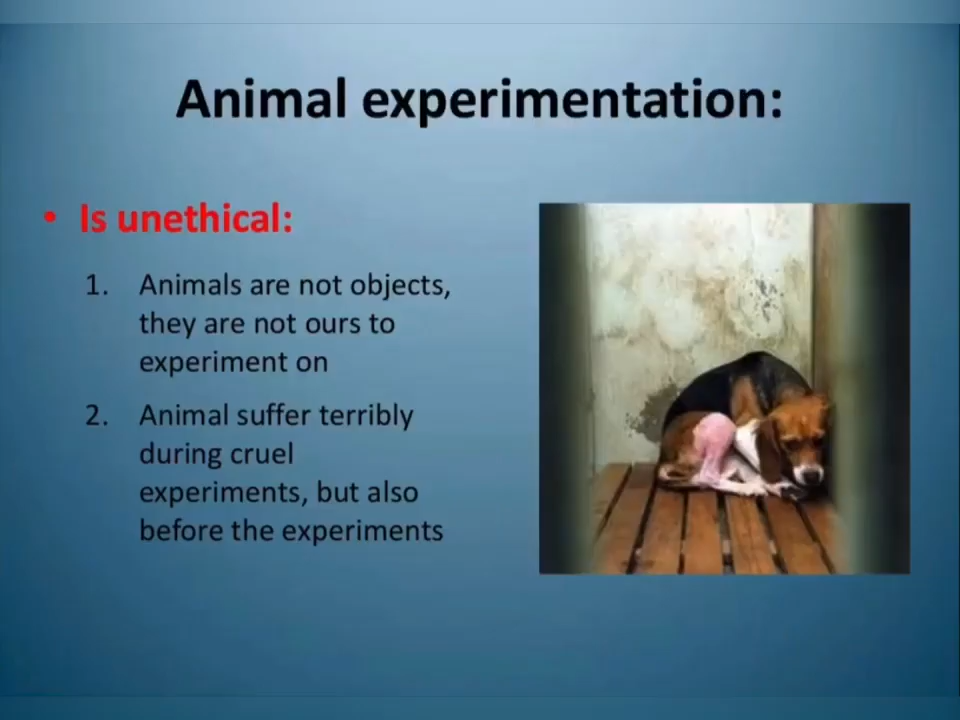 Animal experimentation:
• Is unethical:
1. Animals are not objects,
they are not ours to
experiment on
2. Animal suffer terribly
during cruel
experiments, but also
before the experiments